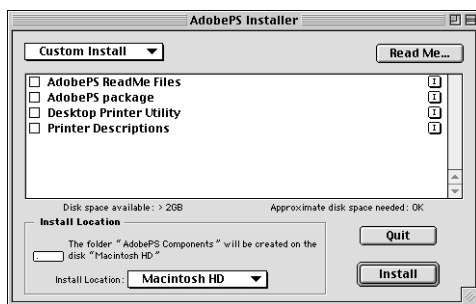 AdobePS Installer
Custom Install
Read Me...
AdobePS ReadMe Files
AdobePS package
Desktop Printer Utility
Printer Descriptions
Disk space available: > 2GB
Approximate disk space needed: 0K
Install Location
The folder "AdobePS Components" will be created on the
disk "Macintosh HD"
Install Location: Macintosh HD
Quit
Install